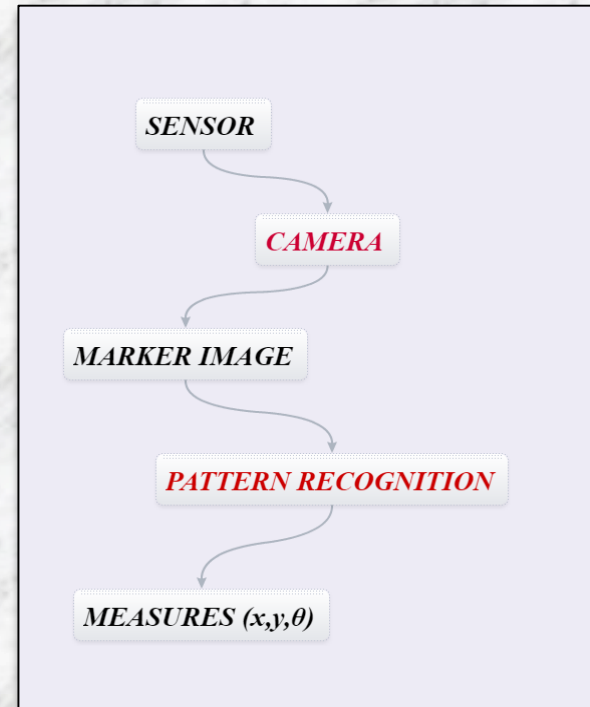 SENSOR
CAMERA
MARKER IMAGE
PATTERN RECOGNITION
MEASURES (x,y,θ)